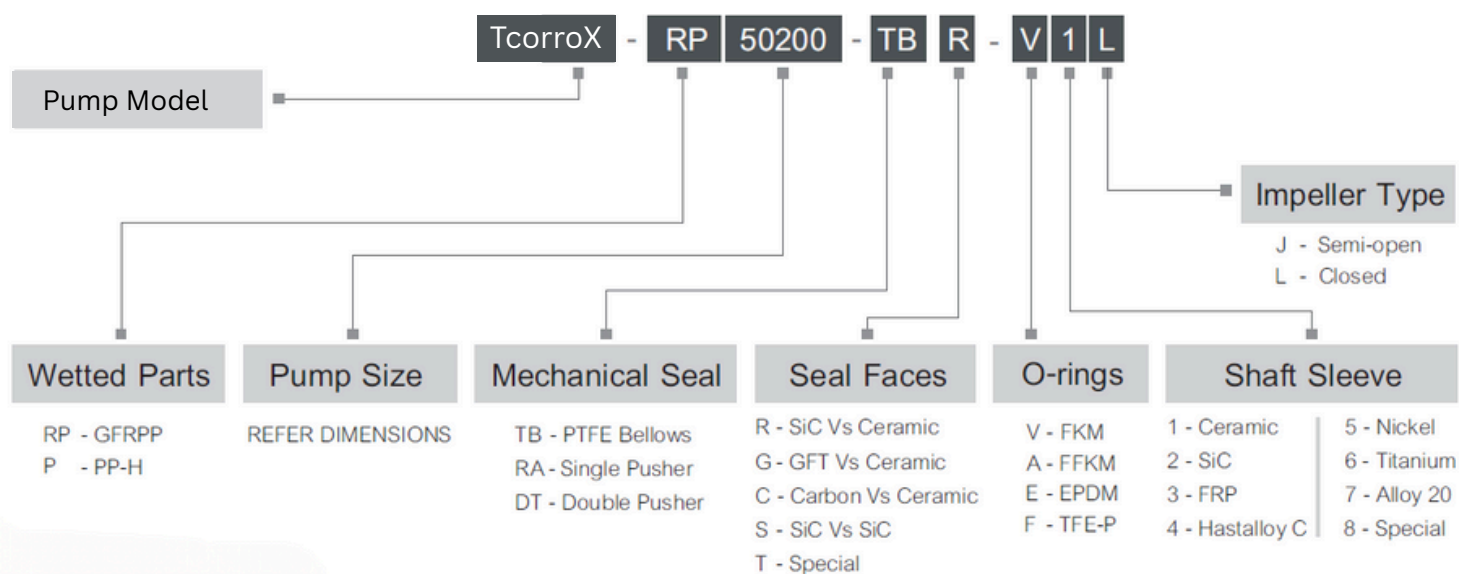 TcorroX - RP 50200 - TB R - V 1 L
Pump Model
Impeller Type
J - Semi-open
L - Closed
Wetted Parts
RP - GFRPP
P - PP-H
Pump Size
REFER DIMENSIONS
Mechanical Seal
TB - PTFE Bellows
RA - Single Pusher
DT - Double Pusher
Seal Faces
R - SiC Vs Ceramic
G - GFT Vs Ceramic
C - Carbon Vs Ceramic
S - SiC Vs SiC
T - Special
O-rings
V - FKM
A - FFKM
E - EPDM
F - TFE-P
Shaft Sleeve
1 - Ceramic
2 - SiC
3 - FRP
4 - Hastalloy C
5 - Nickel
6 - Titanium
7 - Alloy 20
8 - Special